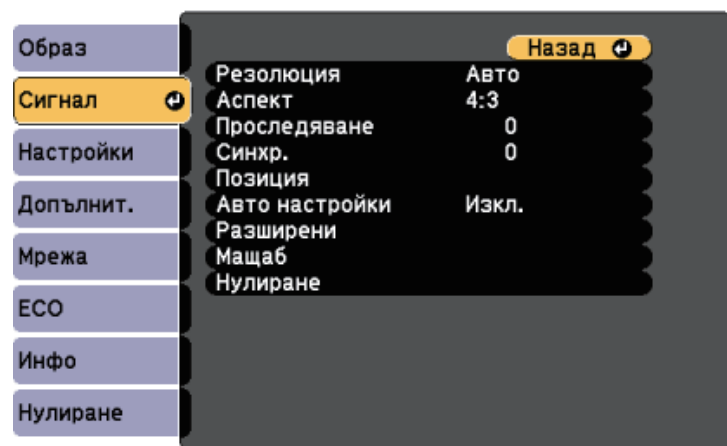 Образ
Сигнал
Настройки
Допълнит.
Мрежа
ECO
Инфо
Нулиране
Назад
Резолюция Авто
Аспект 4:3
Проследяване 0
Синхр. 0
Позиция
Авто настройки Изкл.
Разширени
Мащаб
Нулиране